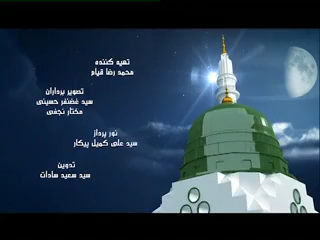 تهیه کننده
محمد رضا قیام
تصویر برداران
سید غضنفر حسینی
مختار نجفی
نور پرداز
سید علی کمیل پیکار
تدوین
سید سعید سادات